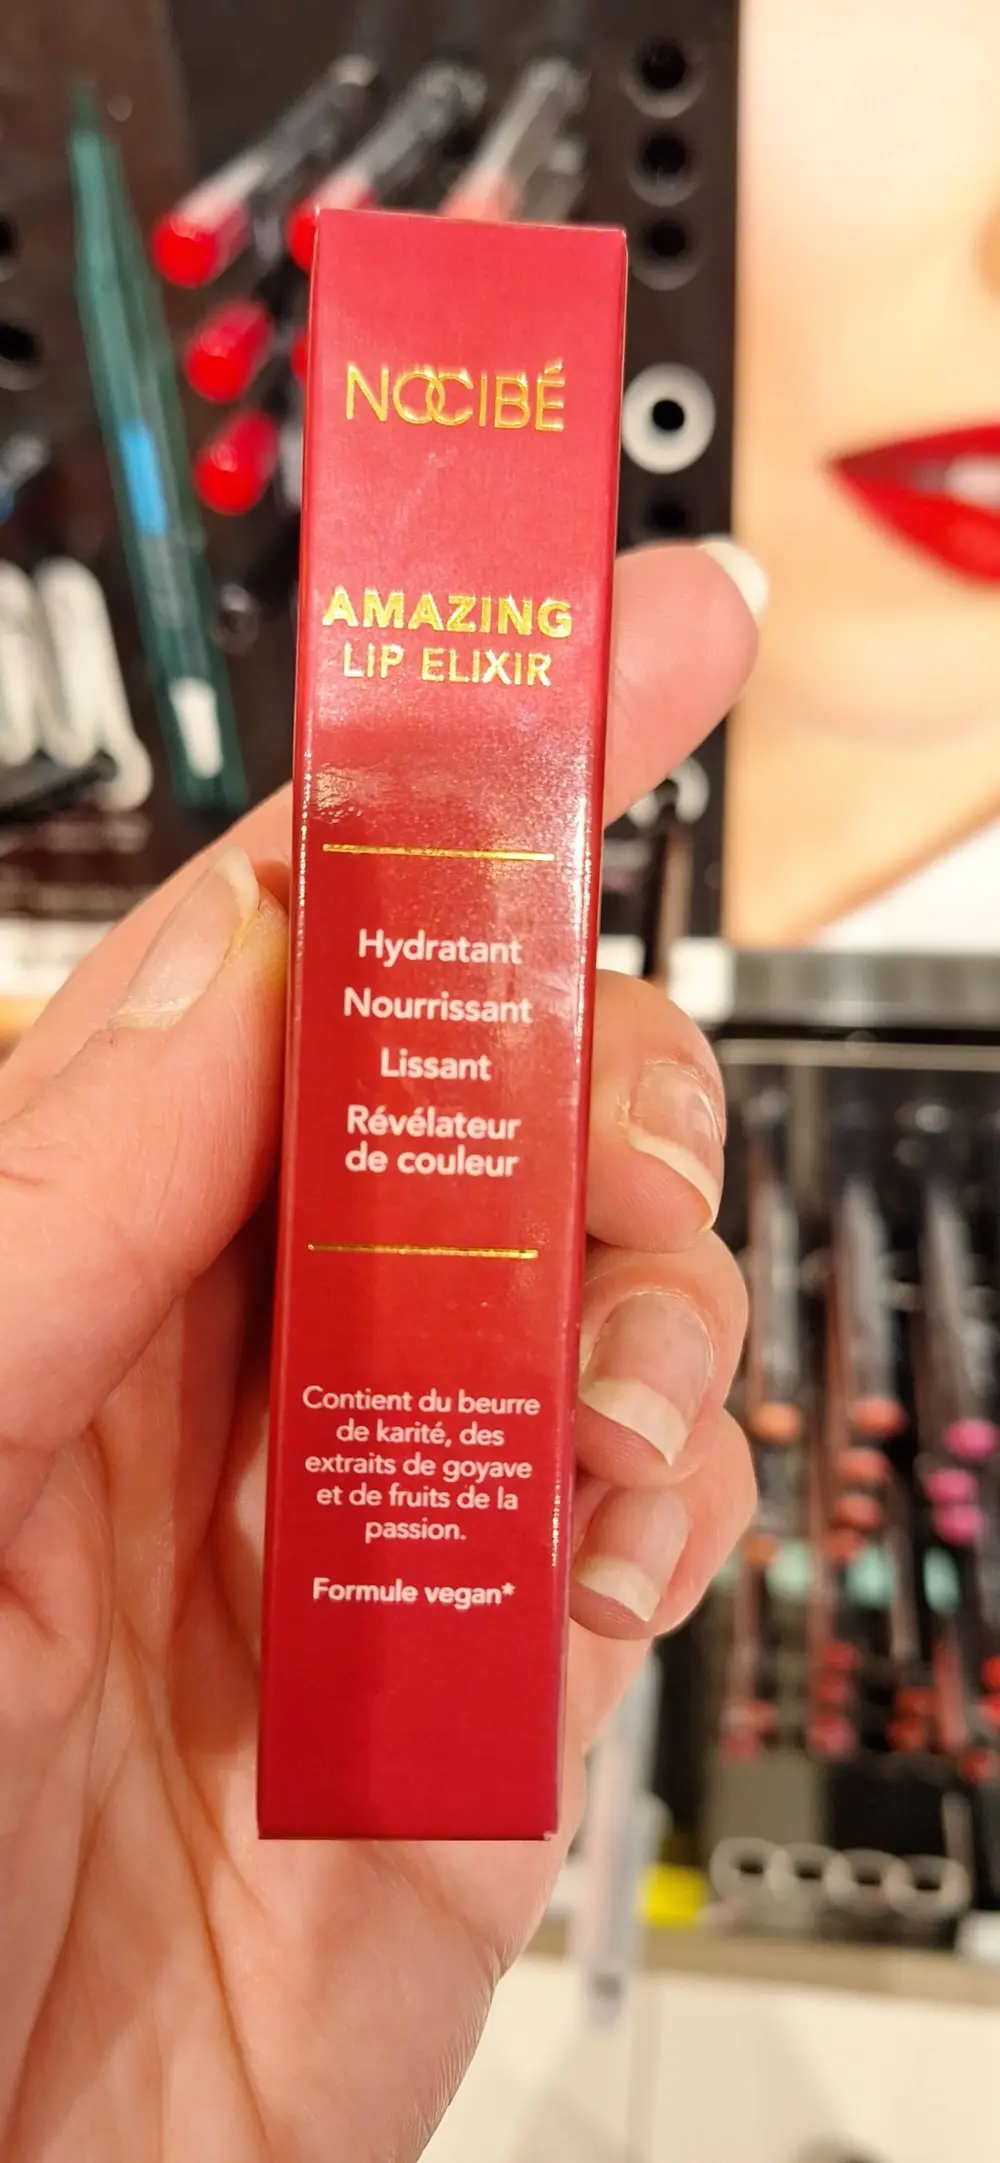 NOCIBÉ
AMAZING
LIP ELIXIR
Hydratant
Nourrissant
Lissant
Révélateur
de couleur
Contient du beurre
de karité, des
extraits de goyave
et de fruits de la
passion.
Formule vegan*